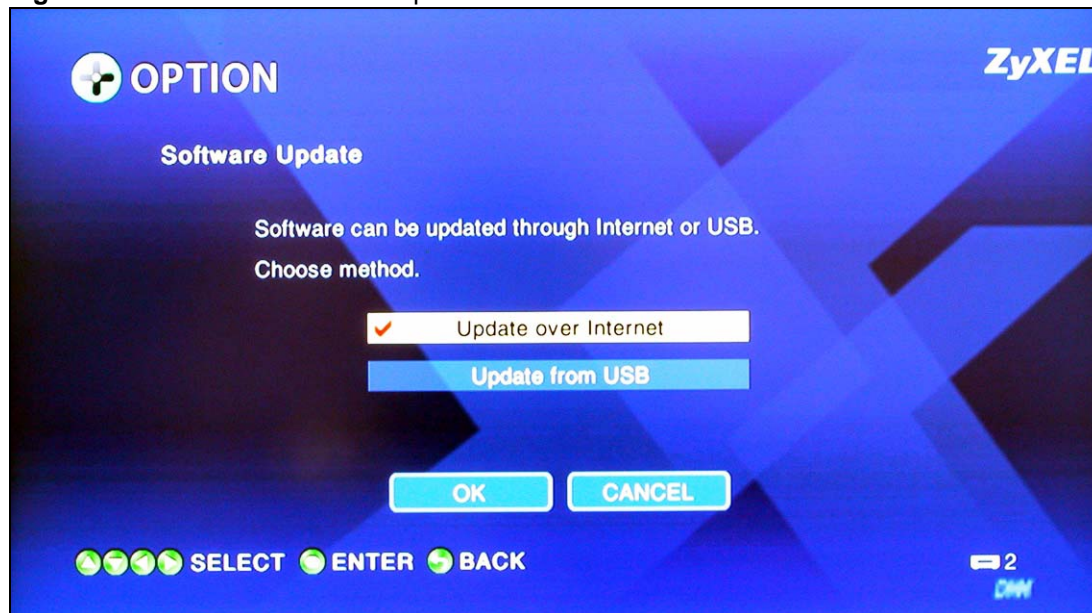 OPTION
ZyXEL
Software Update
Software can be updated through Internet or USB.
Choose method.
Update over Internet
Update from USB
OK
CANCEL
SELECT ENTER BACK
2